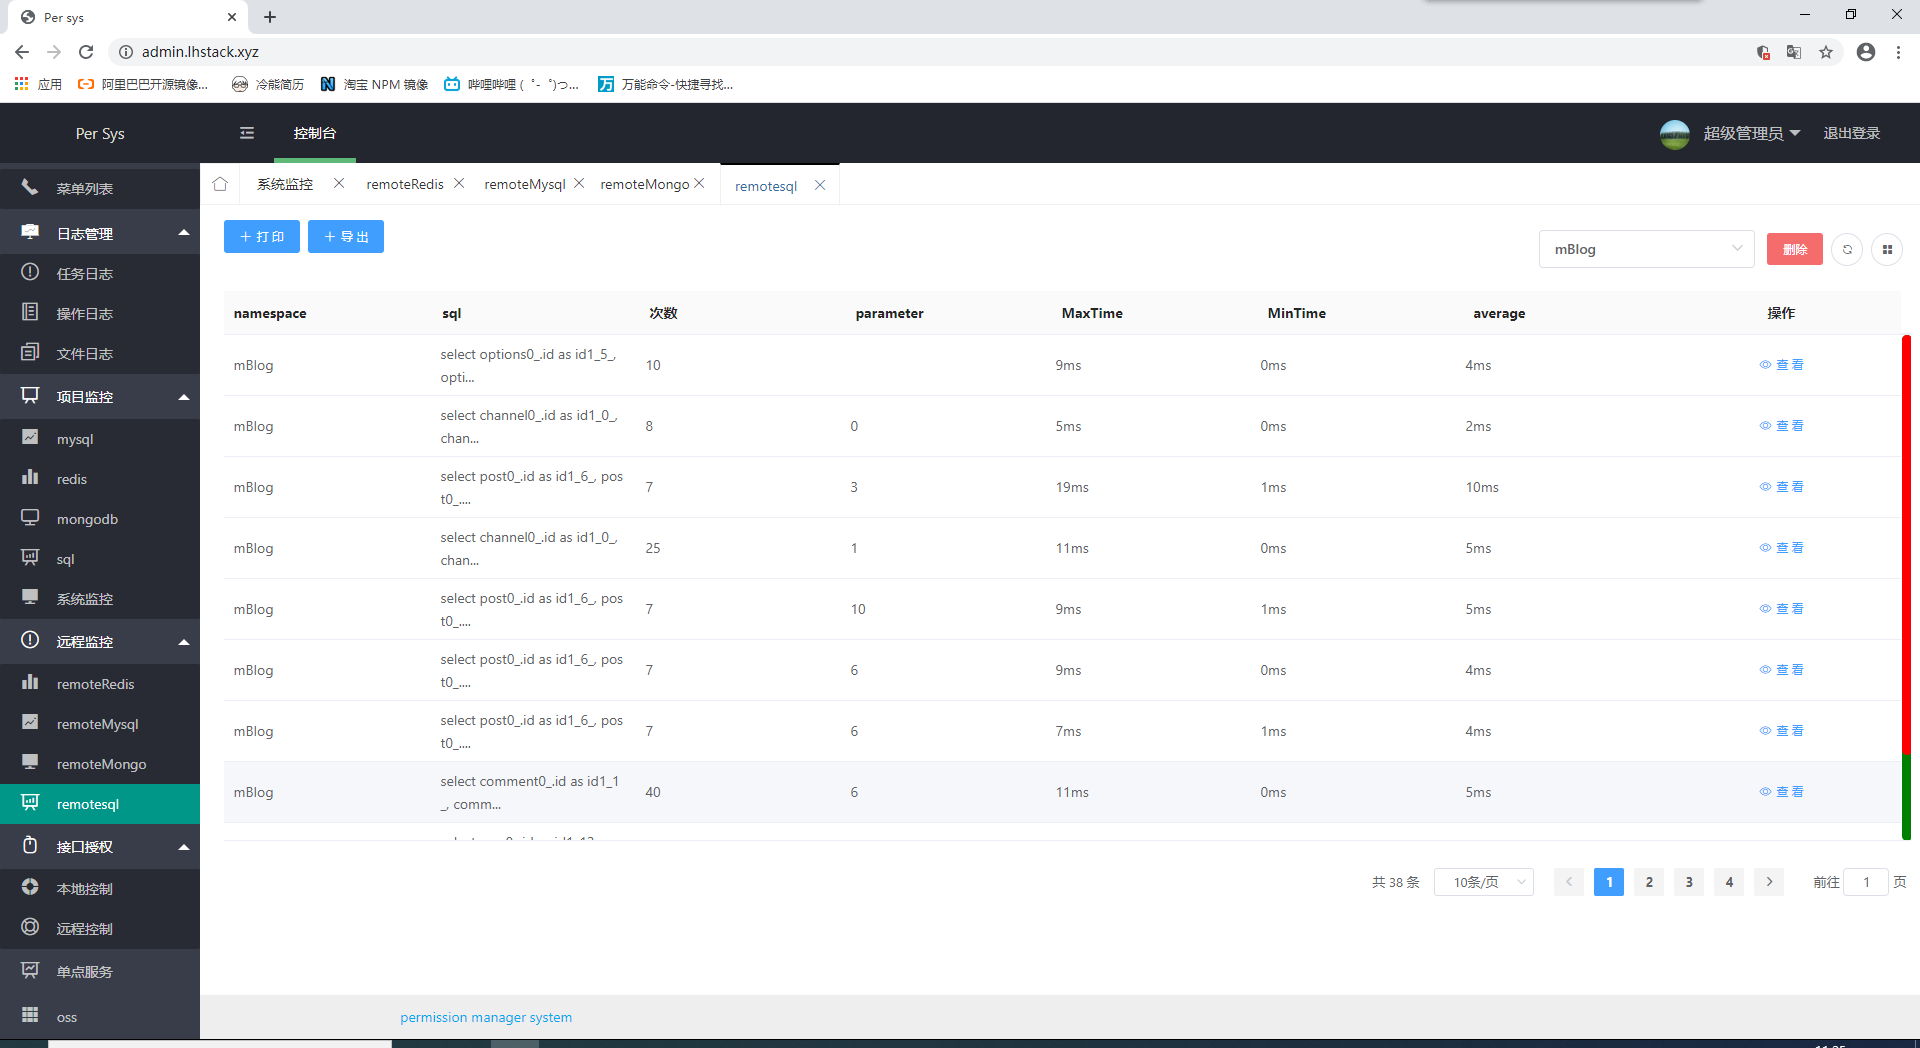 Per sys
admin.lhstack.xyz
应用 阿里巴巴开源镜像... 冷熊简历 淘宝 NPM 镜像 哔哩哔哩 ( ゜- ゜)つ... 万能命令-快捷寻找...
Per Sys 控制台 超级管理员 退出登录
系统监控 remoteRedis remoteMysql remoteMongo remotesql
菜单列表
日志管理
任务日志
操作日志
文件日志
项目监控
mysql
redis
mongodb
sql
系统监控
远程监控
remoteRedis
remoteMysql
remoteMongo
remotesql
接口授权
本地控制
远程控制
单点服务
oss
+ 打印 + 导出 mBlog 删除
namespace sql 次数 parameter MaxTime MinTime average 操作
mBlog select options0_.id as id1_5_, 10 9ms 0ms 4ms 查看
opti...
mBlog select channel0_.id as id1_0_, 8 0 5ms 0ms 2ms 查看
chan...
mBlog select post0_.id as id1_6_, pos 7 3 19ms 1ms 10ms 查看
t0_....
mBlog select channel0_.id as id1_0_, 25 1 11ms 0ms 5ms 查看
chan...
mBlog select post0_.id as id1_6_, pos 7 10 9ms 1ms 5ms 查看
t0_....
mBlog select post0_.id as id1_6_, pos 7 6 9ms 0ms 4ms 查看
t0_....
mBlog select post0_.id as id1_6_, pos 7 6 7ms 1ms 4ms 查看
t0_....
mBlog select comment0_.id as id1_1 40 6 11ms 0ms 5ms 查看
_, comm...
共 38 条 10条/页 1 2 3 4 前往 1 页
permission manager system